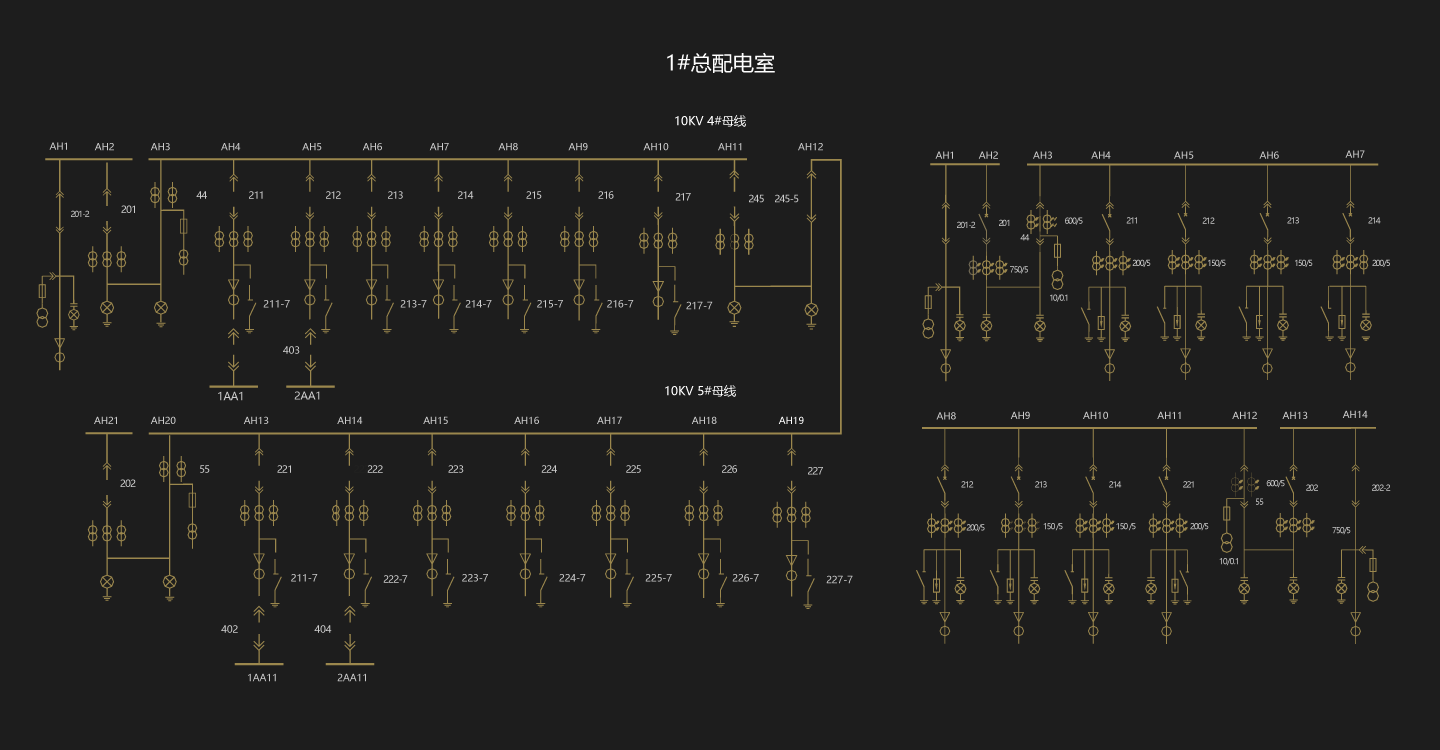 1#总配电室
10KV 4#母线
AH1 AH2 AH3 AH4 AH5 AH6 AH7 AH8 AH9 AH10 AH11 AH12
201-2 201 44 211 212 213 214 215 216 217 245 245-5
211-7 213-7 214-7 215-7 216-7 217-7
403
1AA1 2AA1
10KV 5#母线
AH21 AH20 AH13 AH14 AH15 AH16 AH17 AH18 AH19
202 55 221 222 223 224 225 226 227
211-7 222-7 223-7 224-7 225-7 226-7 227-7
402 404
1AA11 2AA11
AH1 AH2 AH3 AH4 AH5 AH6 AH7
201-2 201 600/5 211 212 213 214
44
750/5 200/5 150/5 150/5 200/5
10/0.1
AH8 AH9 AH10 AH11 AH12 AH13 AH14
212 213 214 221 600/5 202 202-2
55
200/5 150/5 150/5 200/5 750/5
10/0.1